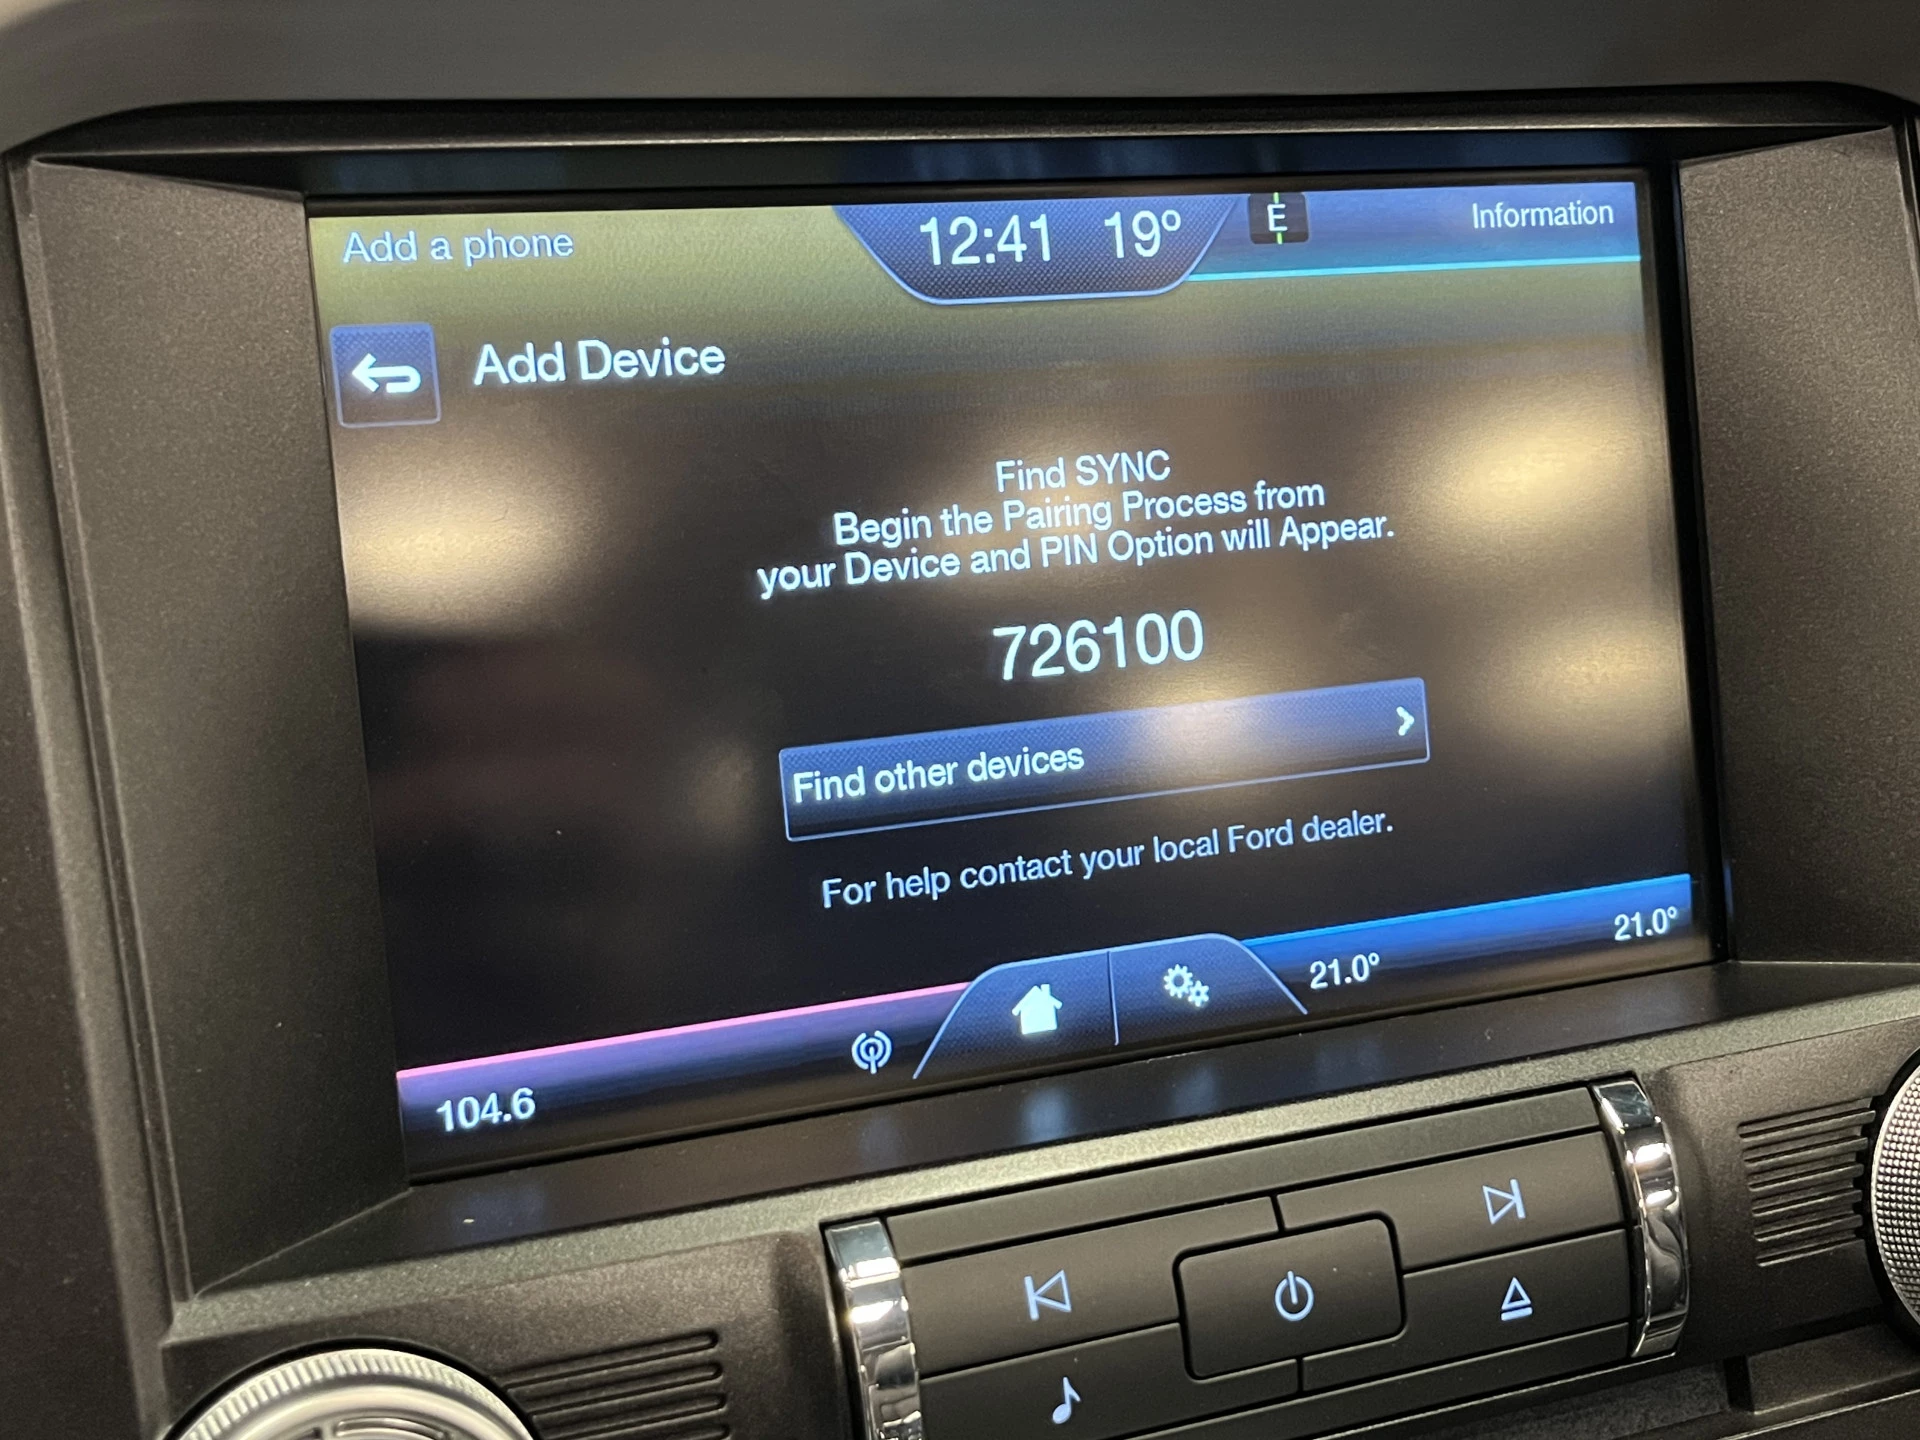 Add a phone
12:41 19°
E
Information
Add Device
Find SYNC
Begin the Pairing Process from
your Device and PIN Option will Appear.
726100
Find other devices
For help contact your local Ford dealer.
104.6
21.0°
21.0°